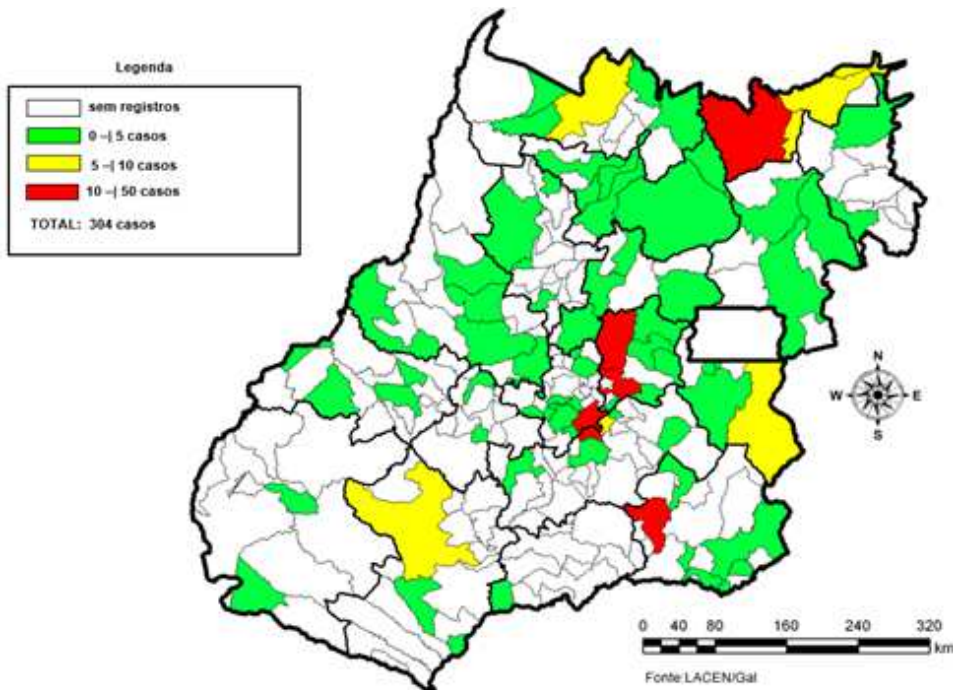 Legenda
sem registros
0 –| 5 casos
5 –| 10 casos
10 –| 50 casos
TOTAL: 304 casos
N
W E
S
0 40 80 160 240 320
km
Fonte:LACEN/Gal